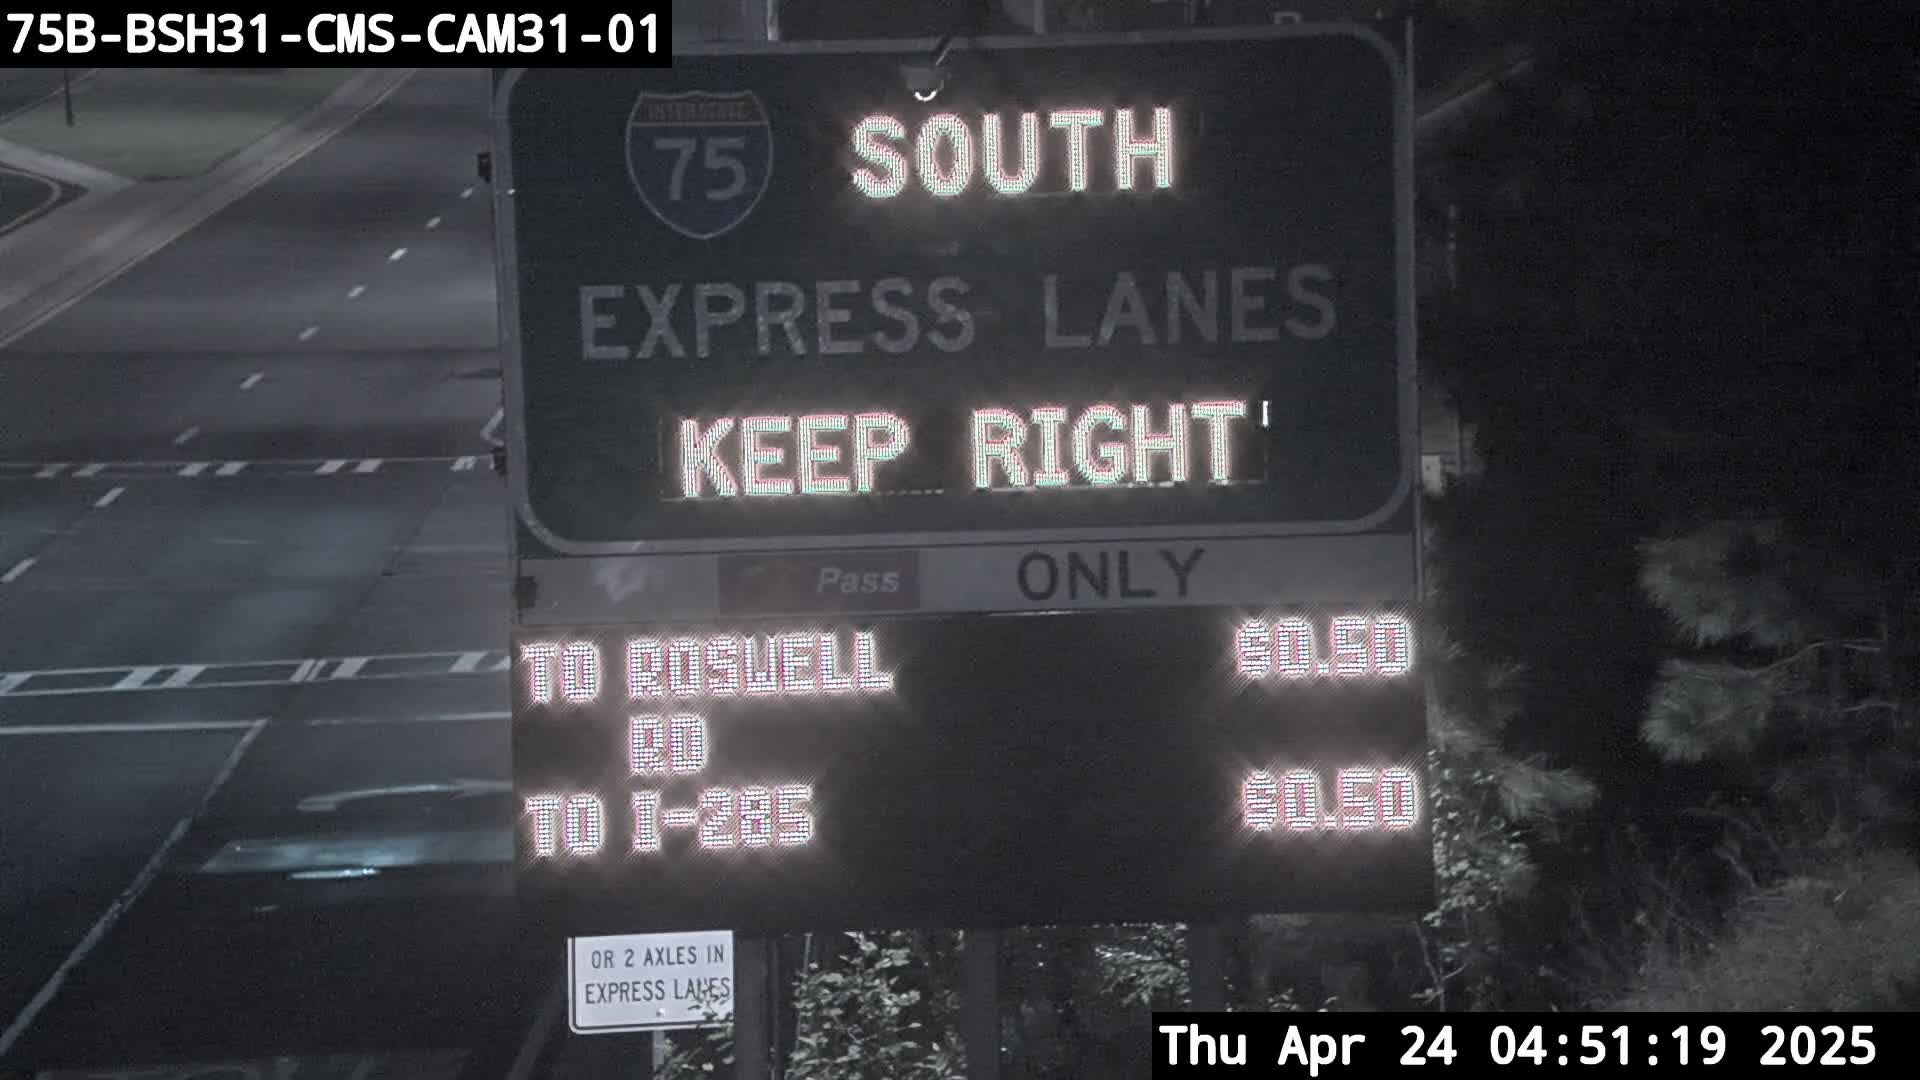 75B-BSH31-CMS-CAM31-01
INTERSTATE
75
SOUTH
EXPRESS LANES
KEEP RIGHT
Pass ONLY
TO ROSWELL $0.50
RD
TO I-285 $0.50
OR 2 AXLES IN
EXPRESS LANES
Thu Apr 24 04:51:19 2025